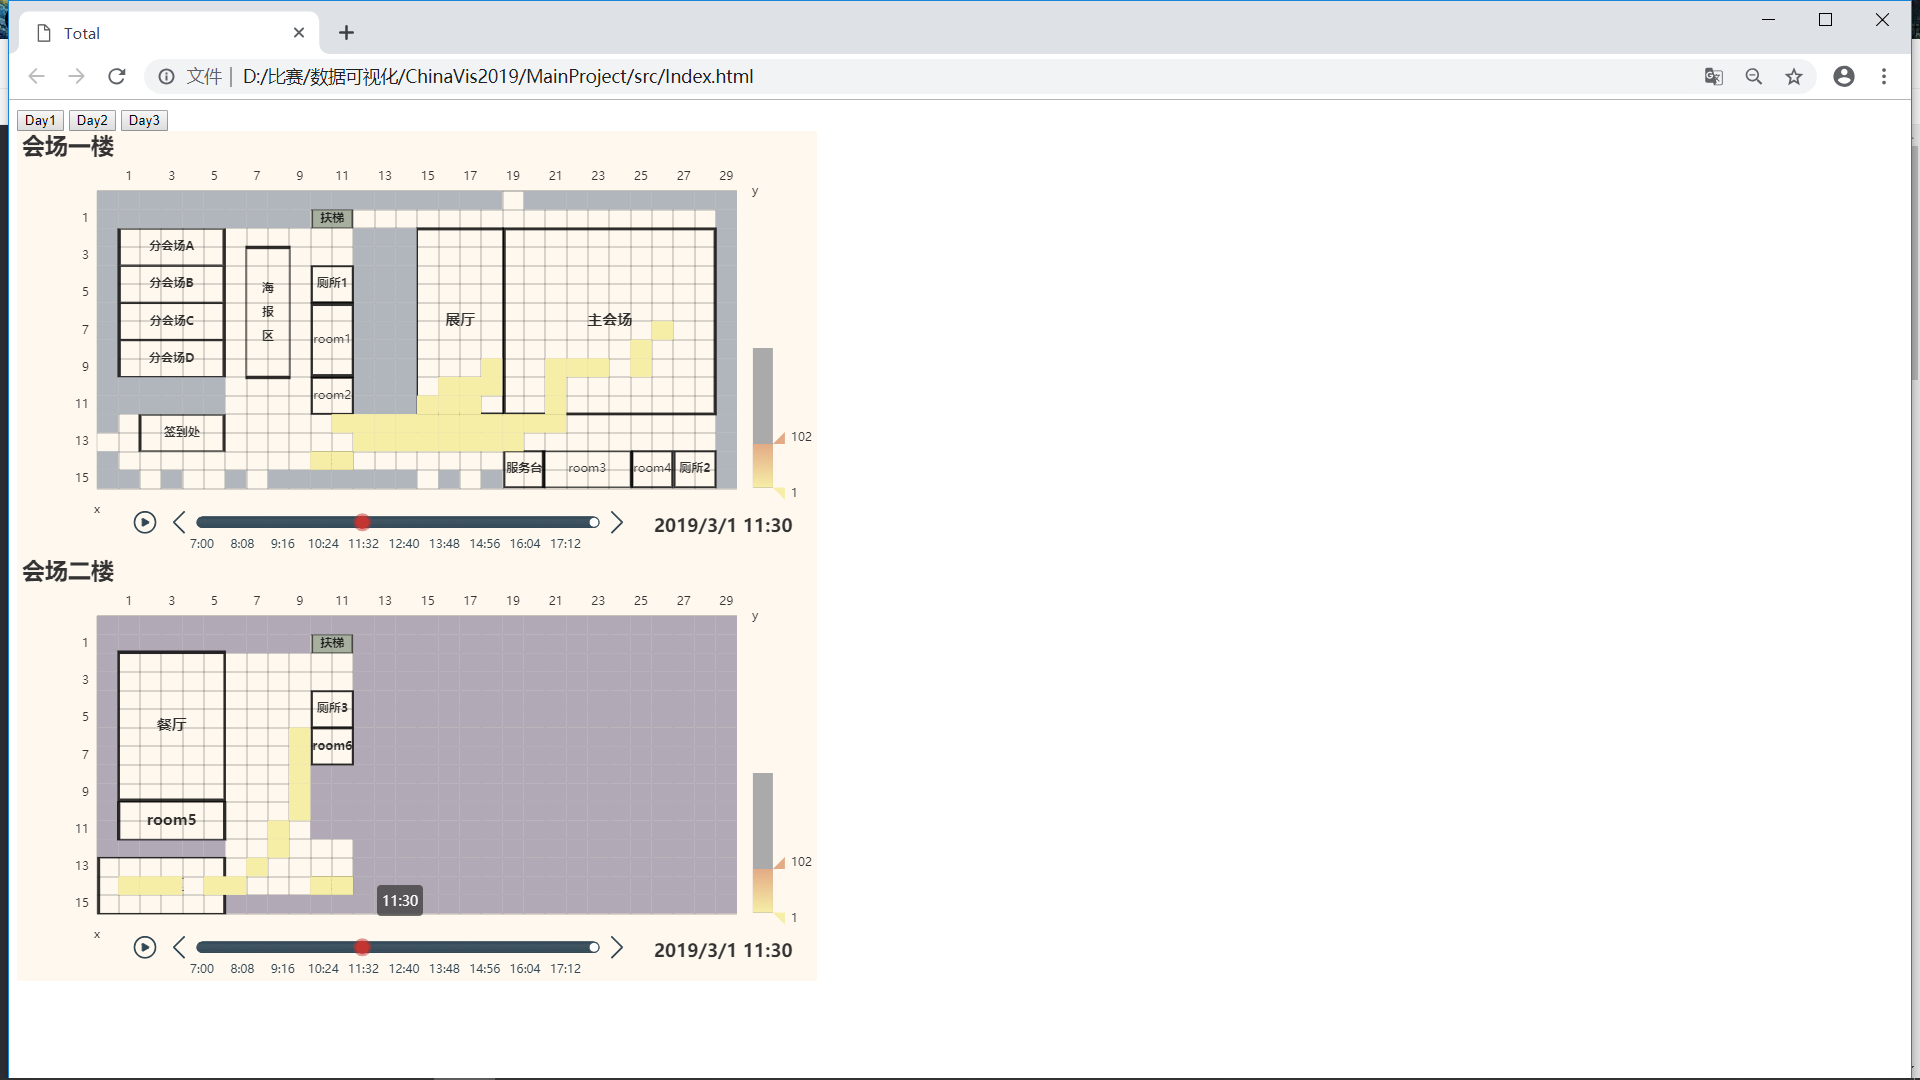 Total
文件 | D:/比赛/数据可视化/ChinaVis2019/MainProject/src/Index.html
Day1 Day2 Day3
会场一楼
1 3 5 7 9 11 13 15 17 19 21 23 25 27 29
y
扶梯
1
分会场A
3
分会场B
厕所1
海
5
报
分会场C
展厅
主会场
7
区
room1
分会场D
9
room2
11
签到处
102
13
服务台
room3
room4
厕所2
15
1
x
2019/3/1 11:30
7:00 8:08 9:16 10:24 11:32 12:40 13:48 14:56 16:04 17:12
会场二楼
1 3 5 7 9 11 13 15 17 19 21 23 25 27 29
y
扶梯
1
3
厕所3
5
餐厅
room6
7
9
room5
11
102
13
11:30
15
1
x
2019/3/1 11:30
7:00 8:08 9:16 10:24 11:32 12:40 13:48 14:56 16:04 17:12